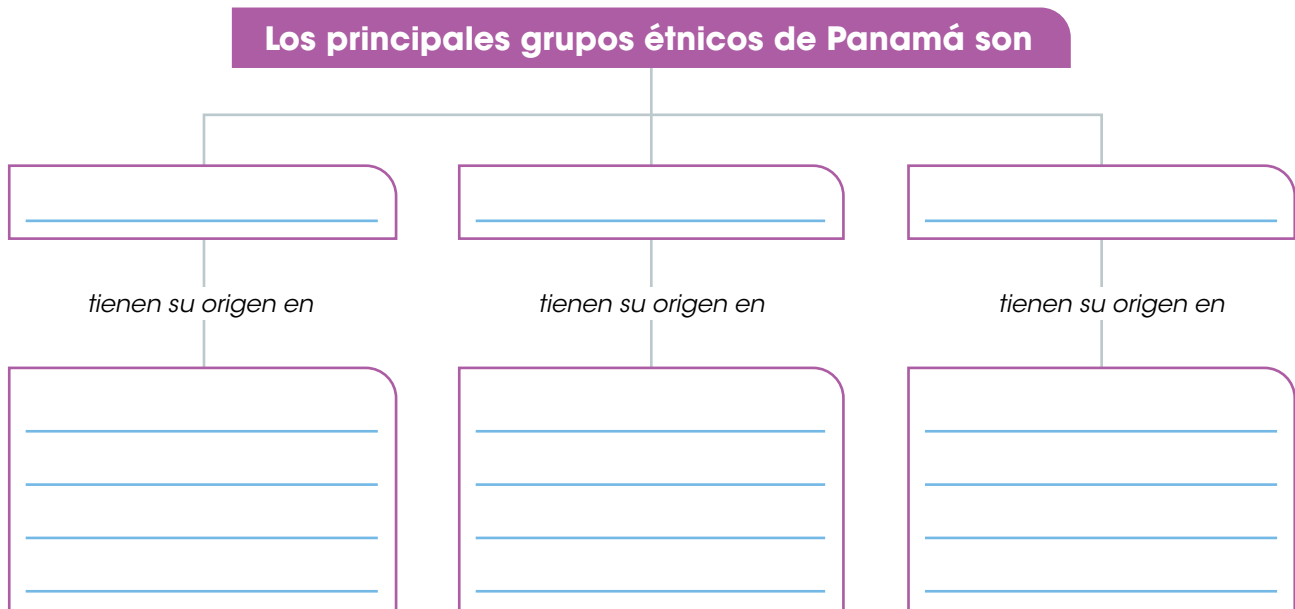 Los principales grupos étnicos de Panamá son
tienen su origen en
tienen su origen en
tienen su origen en